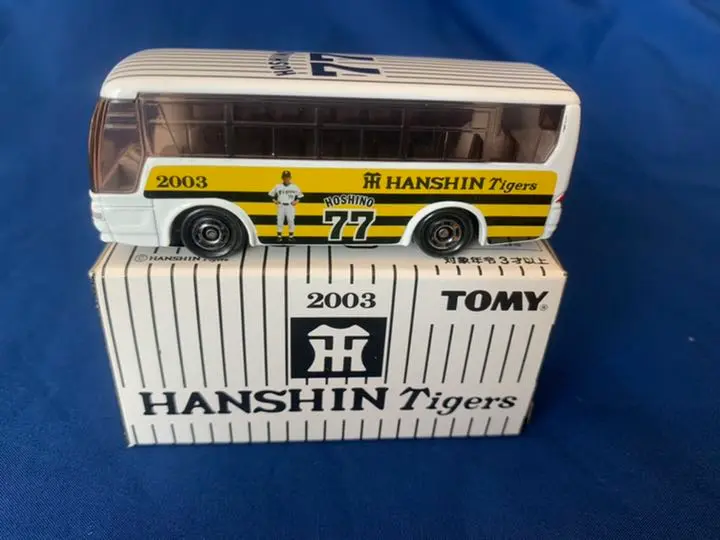 HOSHINO
77
2003
HANSHIN Tigers
HOSHINO
77
© HANSHIN Tigers
対象年令3才以上
2003
TOMY
HANSHIN Tigers